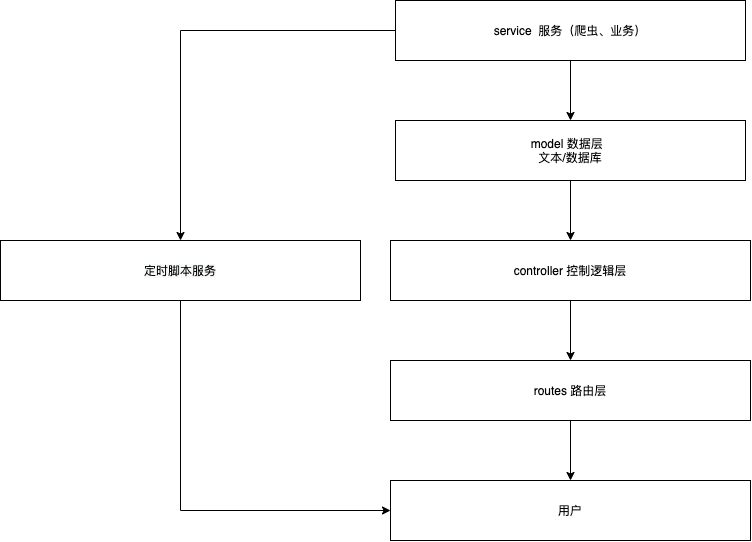 service 服务（爬虫、业务）
model 数据层
文本/数据库
定时脚本服务
controller 控制逻辑层
routes 路由层
用户